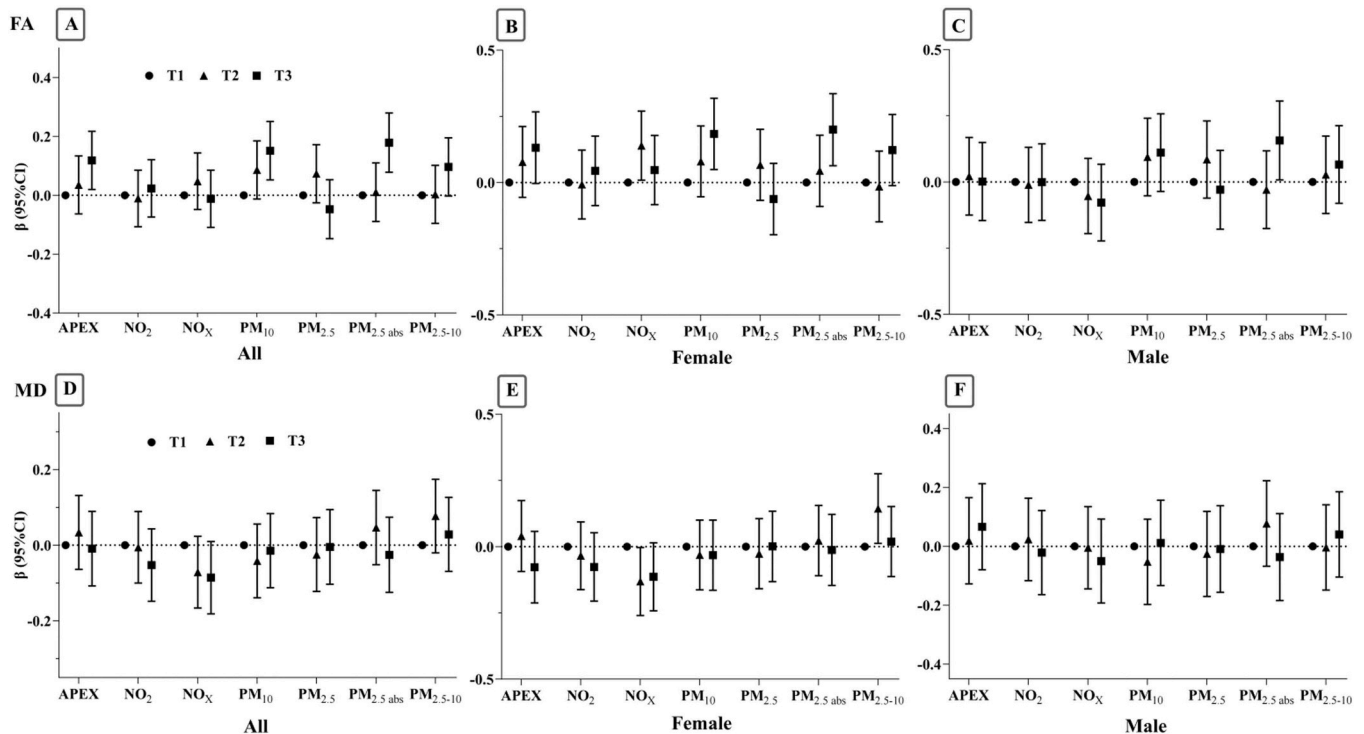 FA A
β (95%CI)
0.4
0.2
0.0
-0.2
-0.4
T1 T2 T3
APEX NO₂ NOX PM₁₀ PM₂.₅ PM₂.₅ abs PM₂.₅₋₁₀
All
B
0.5
0.0
-0.5
APEX NO₂ NOX PM₁₀ PM₂.₅ PM₂.₅ abs PM₂.₅₋₁₀
Female
C
0.5
0.0
-0.5
APEX NO₂ NOX PM₁₀ PM₂.₅ PM₂.₅ abs PM₂.₅₋₁₀
Male
MD D
β (95%CI)
0.2
0.0
0.2
T1 T2 T3
APEX NO₂ NOX PM₁₀ PM₂.₅ PM₂.₅ abs PM₂.₅₋₁₀
All
E
0.5
0.0
-0.5
APEX NO₂ NOX PM₁₀ PM₂.₅ PM₂.₅ abs PM₂.₅₋₁₀
Female
F
0.4
0.2
0.0
-0.2
-0.4
APEX NO₂ NOX PM₁₀ PM₂.₅ PM₂.₅ abs PM₂.₅₋₁₀
Male